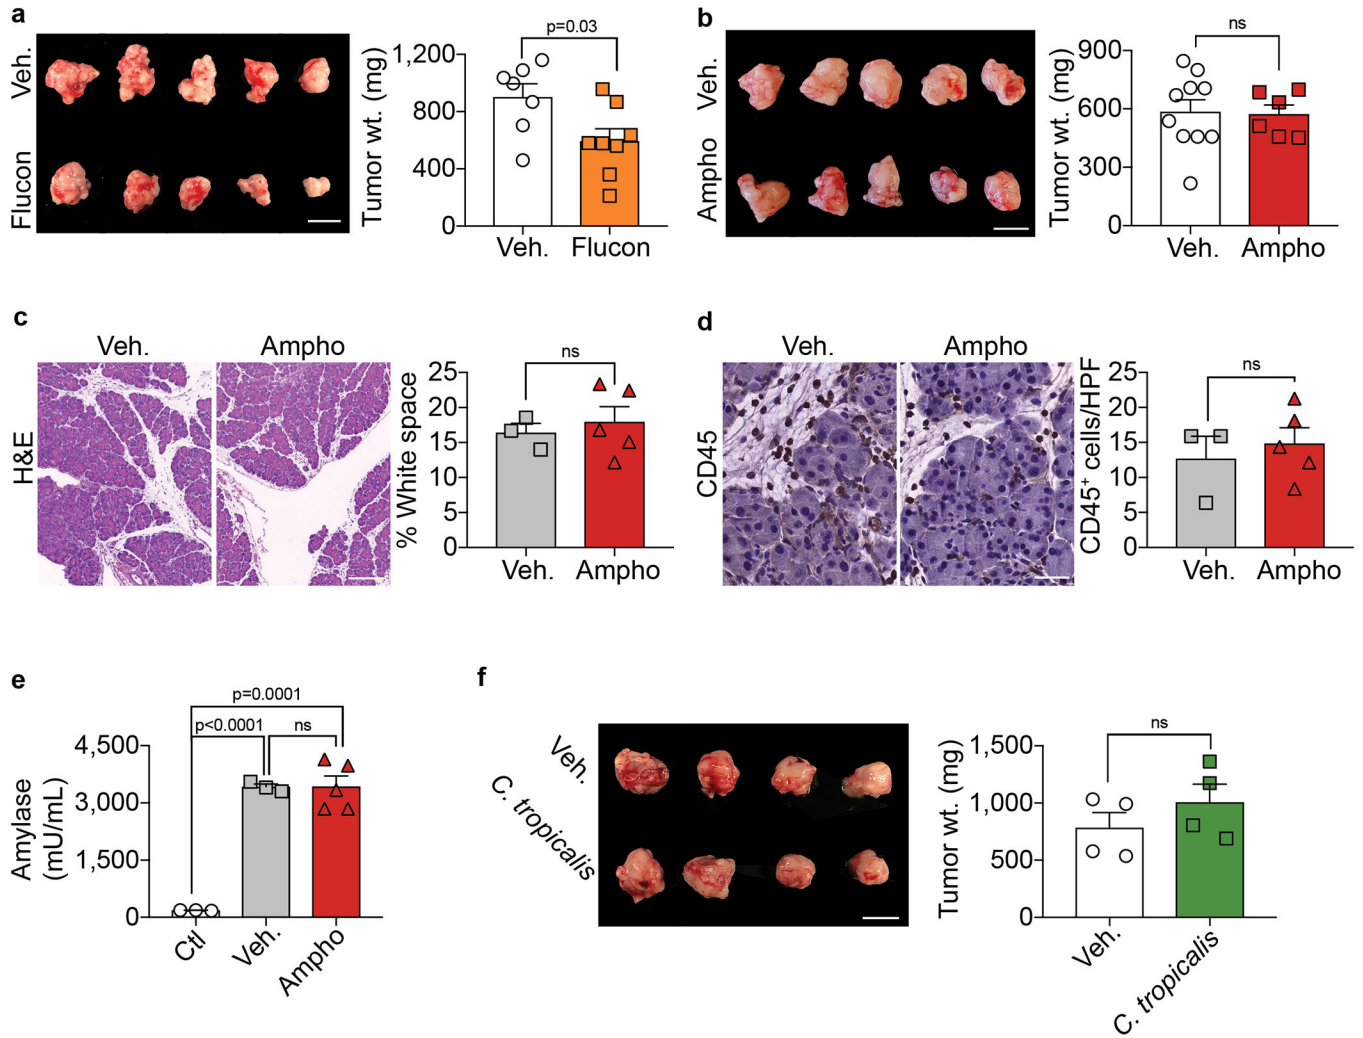 a
Veh.
Flucon
Tumor wt. (mg)
1,200
800
400
0
p=0.03
Veh. Flucon
b
Veh.
Ampho
Tumor wt. (mg)
900
600
300
0
ns
Veh. Ampho
c
Veh. Ampho
H&E
% White space
25
20
15
10
5
0
ns
Veh. Ampho
d
Veh. Ampho
CD45
CD45⁺ cells/HPF
25
20
15
10
5
0
ns
Veh. Ampho
e
Amylase
(mU/mL)
4,500
3,000
1,500
0
p=0.0001
p<0.0001 ns
Ctl
Veh.
Ampho
f
Veh.
C. tropicalis
Tumor wt. (mg)
1,500
1,000
500
0
ns
Veh.
C. tropicalis